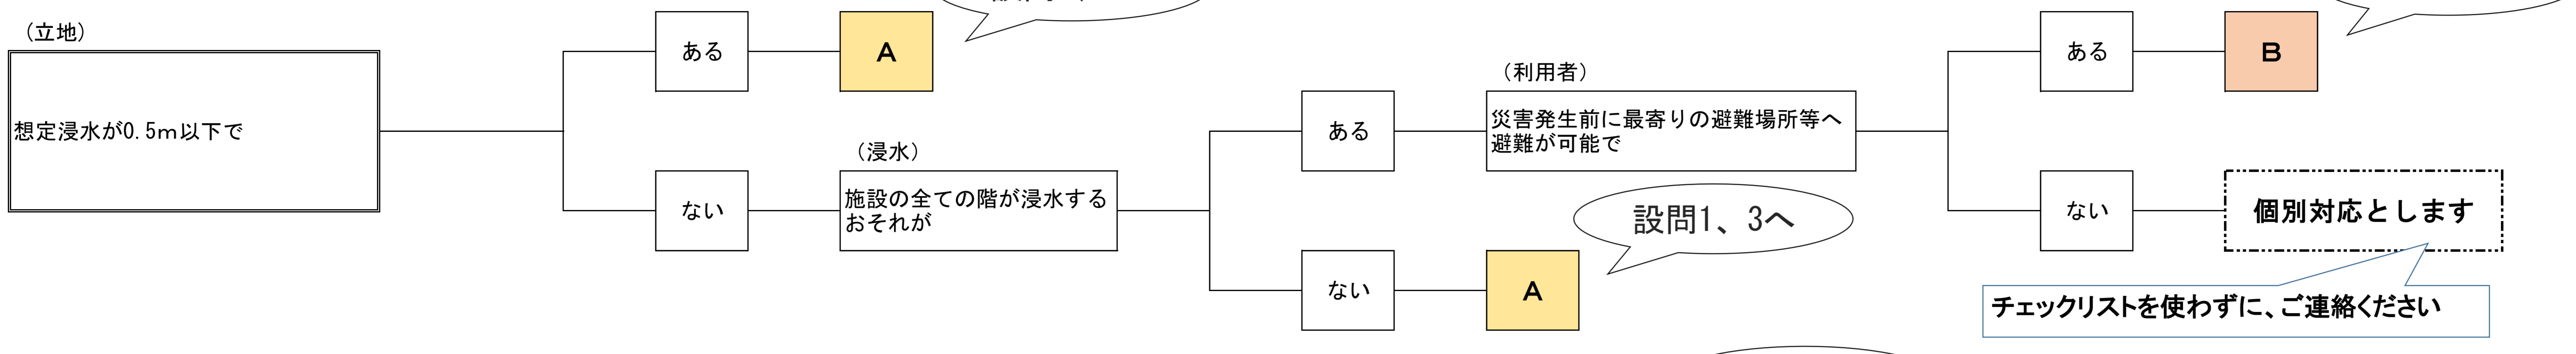 （立地）
想定浸水が0.5m以下で
ある
A
ない
（浸水）
施設の全ての階が浸水する
おそれが
ある
（利用者）
災害発生前に最寄りの避難場所等へ
避難が可能で
ある
B
ない
個別対応とします
チェックリストを使わずに、ご連絡ください
ない
A
設問1、3へ